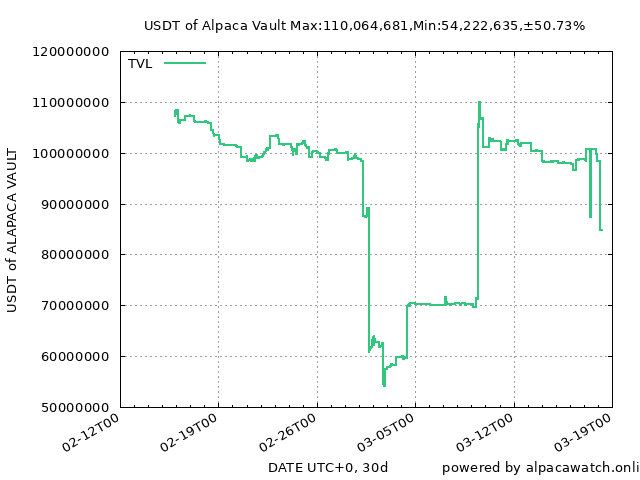 USDT of Alpaca Vault Max:110,064,681,Min:54,222,635,±50.73%
TVL
120000000
110000000
100000000
90000000
80000000
70000000
60000000
50000000
USDT of ALAPACA VAULT
02-12T00
02-19T00
02-26T00
03-05T00
03-12T00
03-19T00
DATE UTC+0, 30d
powered by alpacawatch.onli